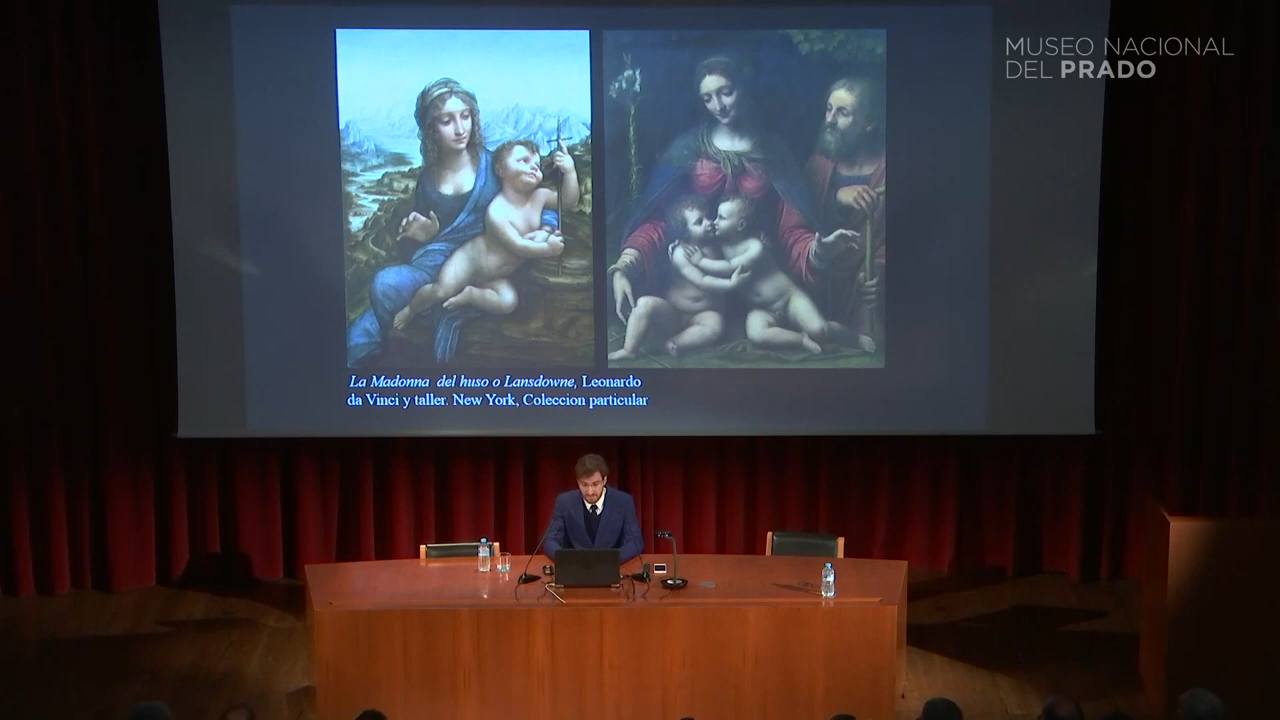 MUSEO NACIONAL
DEL PRADO
La Madonna del huso o Lansdowne, Leonardo
da Vinci y taller. New York, Coleccion particular